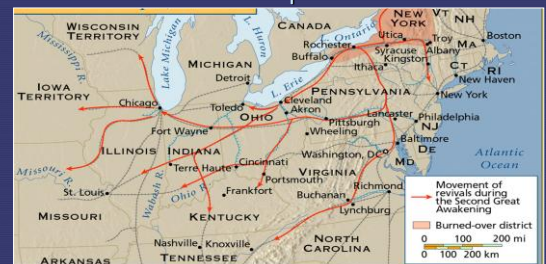 NEW
YORK
VT
NH
WISCONSIN
TERRITORY
CANADA
L. Ontario
Mississippi R.
Lake Michigan
L. Huron
Rochester
Utica
Troy
Boston
Buffalo
Syracuse
Albany
MA
Ithaca
Kingston
MICHIGAN
CT
RI
Detroit
L. Erie
New Haven
IOWA
TERRITORY
PENNSYLVANIA
New York
Chicago
Toledo
Cleveland
OHIO
Akron
Lancaster
Philadelphia
Fort Wayne
Pittsburgh
NJ
Wheeling
Baltimore
ILLINOIS
INDIANA
DE
Washington, DC
Atlantic
Ocean
Missouri R.
Terre Haute
Cincinnati
MD
Portsmouth
VIRGINIA
St. Louis
Wabash R.
Ohio R.
Frankfort
Buchanan
Richmond
MISSOURI
KENTUCKY
Lynchburg
Nashville
Knoxville
NORTH
CAROLINA
TENNESSEE
ARKANSAS
Movement of
revivals during
the Second Great
Awakening
Burned-over district
0 100 200 mi
0 100 200 km